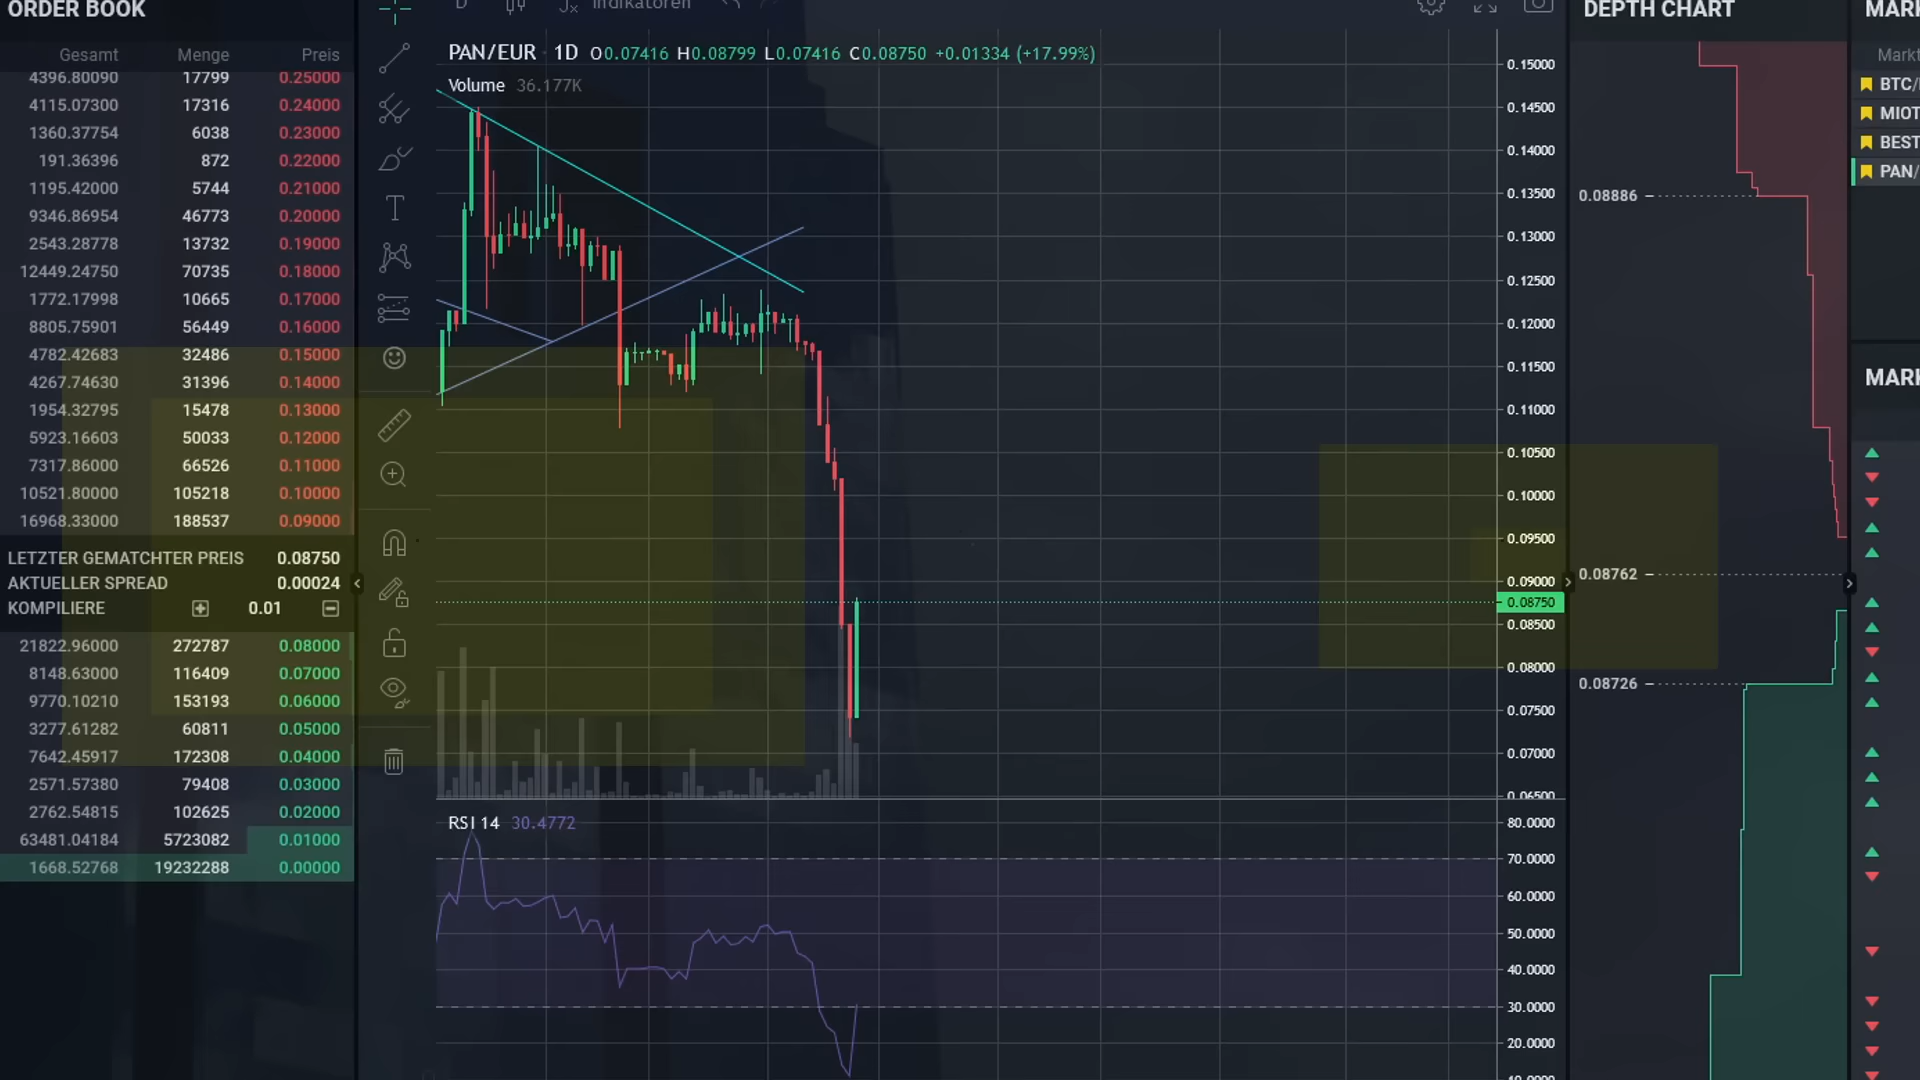 ORDER BOOK
Gesamt Menge Preis
4396.80090 17799 0.25000
4115.07300 17316 0.24000
1360.37754 6038 0.23000
191.36396 872 0.22000
1195.42000 5744 0.21000
9346.86954 46773 0.20000
2543.28778 13732 0.19000
12449.24750 70735 0.18000
1772.17998 10665 0.17000
8805.75901 56449 0.16000
4782.42683 32486 0.15000
4267.74630 31396 0.14000
1954.32795 15478 0.13000
5923.16603 50033 0.12000
7317.86000 66526 0.11000
10521.80000 105218 0.10000
16968.33000 188537 0.09000
LETZTER GEMATCHTER PREIS 0.08750
AKTUELLER SPREAD 0.00024
KOMPILIERE 0.01
21822.96000 272787 0.08000
8148.63000 116409 0.07000
9770.10210 153193 0.06000
3277.61282 60811 0.05000
7642.45917 172308 0.04000
2571.57380 79408 0.03000
2762.54815 102625 0.02000
63481.04184 5723082 0.01000
1668.52768 19232288 0.00000
D Indikatoren
PAN/EUR 1D O0.07416 H0.08799 L0.07416 C0.08750 +0.01334 (+17.99%)
Volume 36.177K
0.15000
0.14500
0.14000
0.13500
0.13000
0.12500
0.12000
0.11500
0.11000
0.10500
0.10000
0.09500
0.09000
0.08750
0.08500
0.08000
0.07500
0.07000
0.06500
RSI 14 30.4772
80.0000
70.0000
60.0000
50.0000
40.0000
30.0000
20.0000
10.0000
DEPTH CHART
0.08886
0.08762
0.08726
MARK
Markt
BTC/
MIOT
BEST
PAN/
MARK